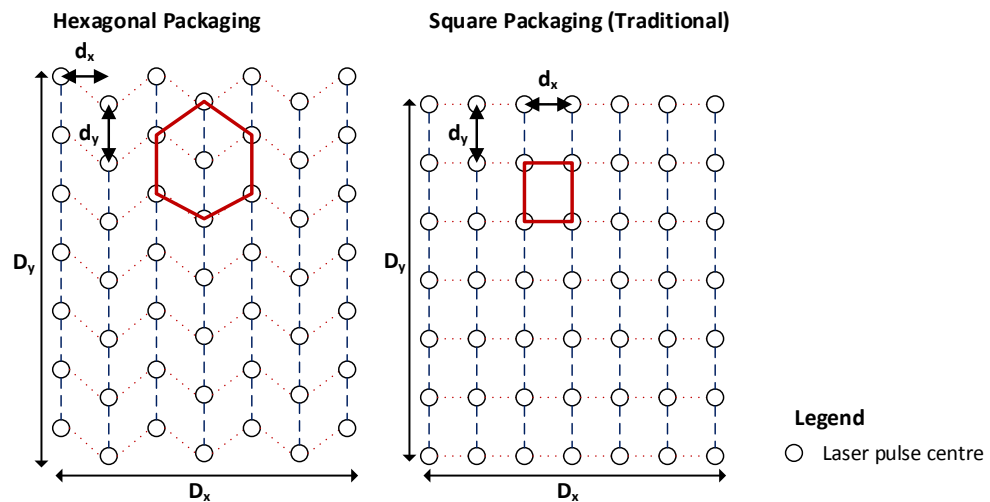 Hexagonal Packaging
Square Packaging (Traditional)
dx
dy
Dy
Dx
dx
dy
Dy
Dx
Legend
Laser pulse centre